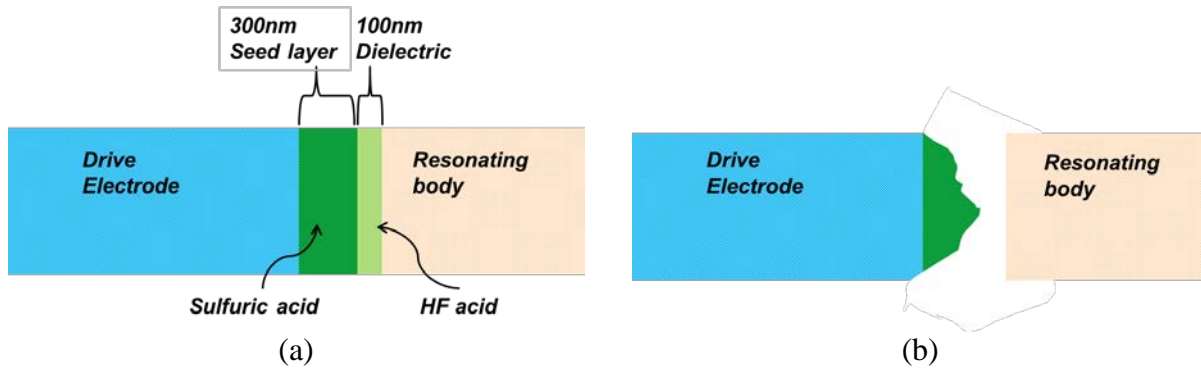 300nm 100nm
Seed layer Dielectric
Drive
Electrode
Resonating
body
Sulfuric acid HF acid
(a)
Drive
Electrode
Resonating
body
(b)